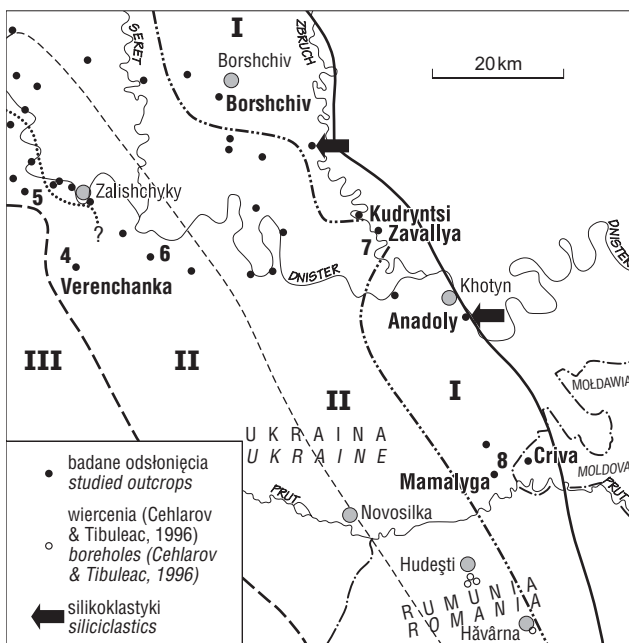 SERET
I
Borshchiv
ZBRUCH
20 km
Borshchiv
Zalishchyky
5
?
Kudryntsi
Zavallya
7
4
6
Verenchanka
DNISTER
DNISTER
Khotyn
Anadoly
III
II
II
I
MOŁDAWIA
UKRAINA
UKRAINE
8
Criva
MOLDOVA
Mamalyga
PRUT
PRUT
Novosilka
Hudeşti
RUMUNIA
ROMANIA
Hăvârna
badane odsłonięcia
studied outcrops
wiercenia (Cehlarov
& Tibuleac, 1996)
boreholes (Cehlarov
& Tibuleac, 1996)
silikoklastyki
siliciclastics